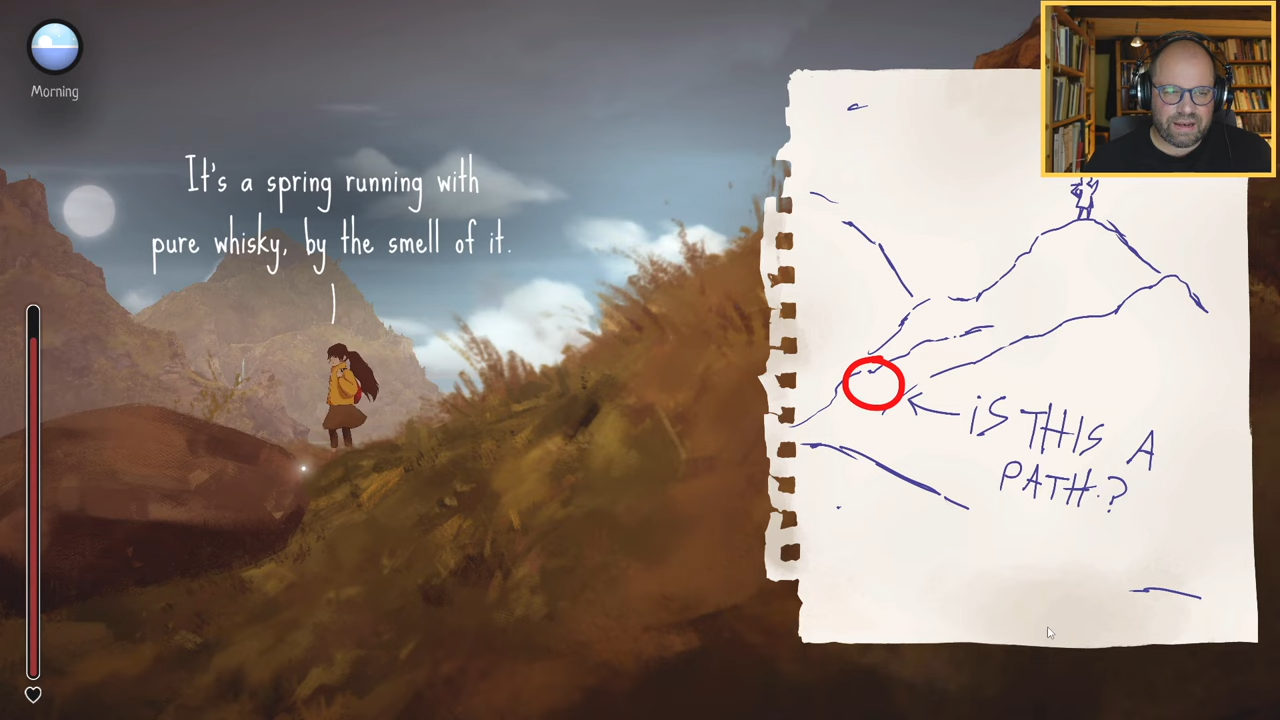 Morning
It's a spring running with
pure whisky, by the smell of it.
IS THIS A
PATH.?